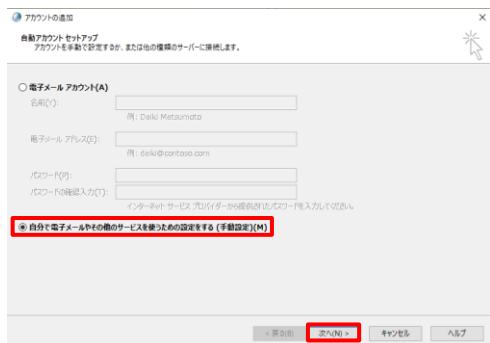 アカウントの追加
自動アカウント セットアップ
アカウントを手動で設定するか、または他の種類のサーバーに接続します。
電子メール アカウント(A)
名前(Y):
例: Daiki Matsumoto
電子メール アドレス(E):
例: daiki@contoso.com
パスワード(P):
パスワードの確認入力(T):
インターネット サービス プロバイダーから提供されたパスワードを入力してください。
自分で電子メールやその他のサービスを使うための設定をする (手動設定)(M)
< 戻る(B) 次へ(N) > キャンセル ヘルプ